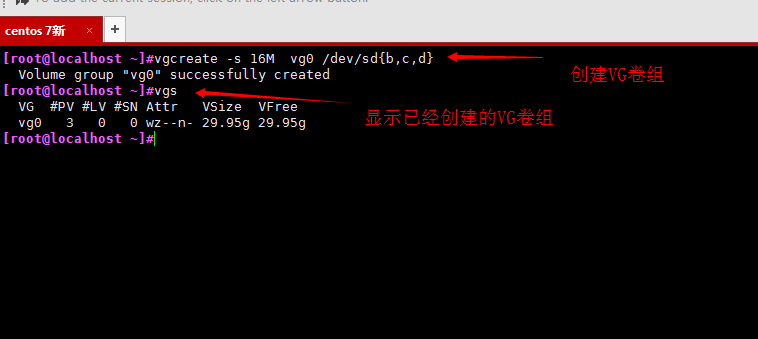 To add the current session, click on the left arrow button.
centos 7新 × +
[root@localhost ~]#vgcreate -s 16M  vg0 /dev/sd{b,c,d}
创建VG卷组
  Volume group "vg0" successfully created
[root@localhost ~]#vgs
  VG  #PV #LV #SN Attr   VSize  VFree
显示已经创建的VG卷组
  vg0   3   0   0 wz--n- 29.95g 29.95g
[root@localhost ~]#